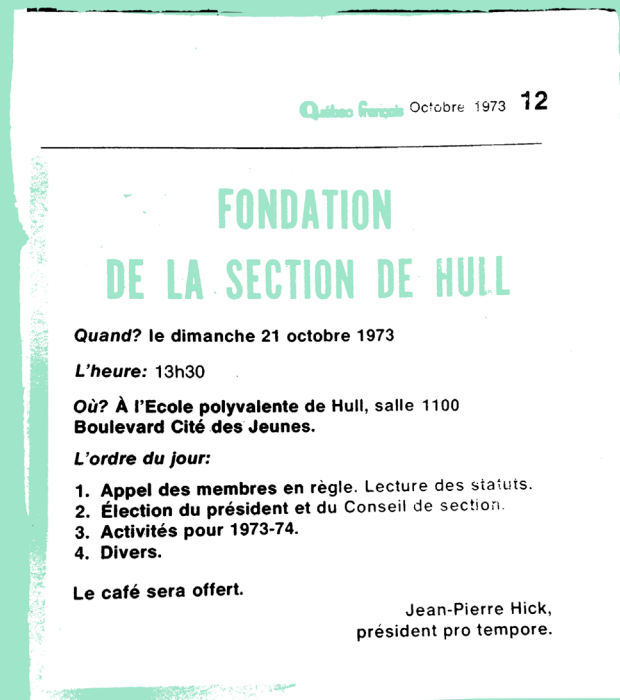 Québec français Octobre 1973 12
FONDATION
DE LA SECTION DE HULL
Quand? le dimanche 21 octobre 1973
L'heure: 13h30
Où? À l'Ecole polyvalente de Hull, salle 1100
Boulevard Cité des Jeunes.
L'ordre du jour:
1. Appel des membres en règle. Lecture des statuts.
2. Élection du président et du Conseil de section.
3. Activités pour 1973-74.
4. Divers.
Le café sera offert.
Jean-Pierre Hick,
président pro tempore.